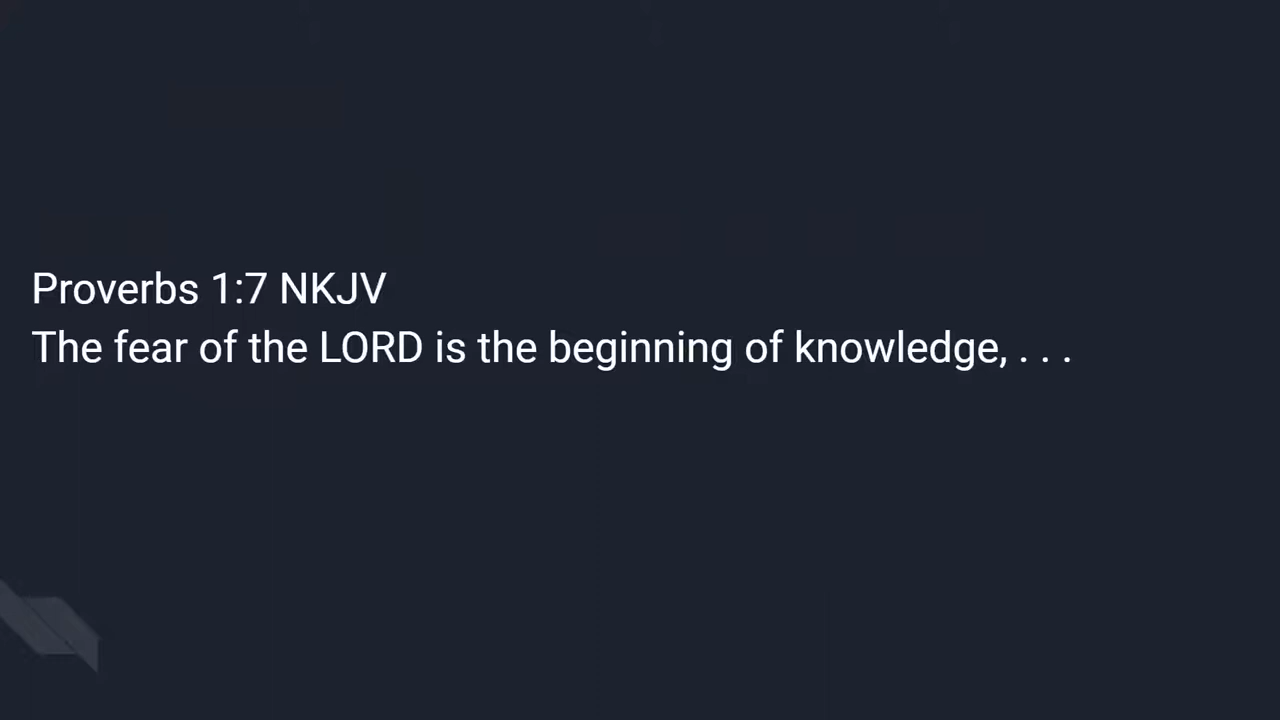 Proverbs 1:7 NKJV
The fear of the LORD is the beginning of knowledge, . . .